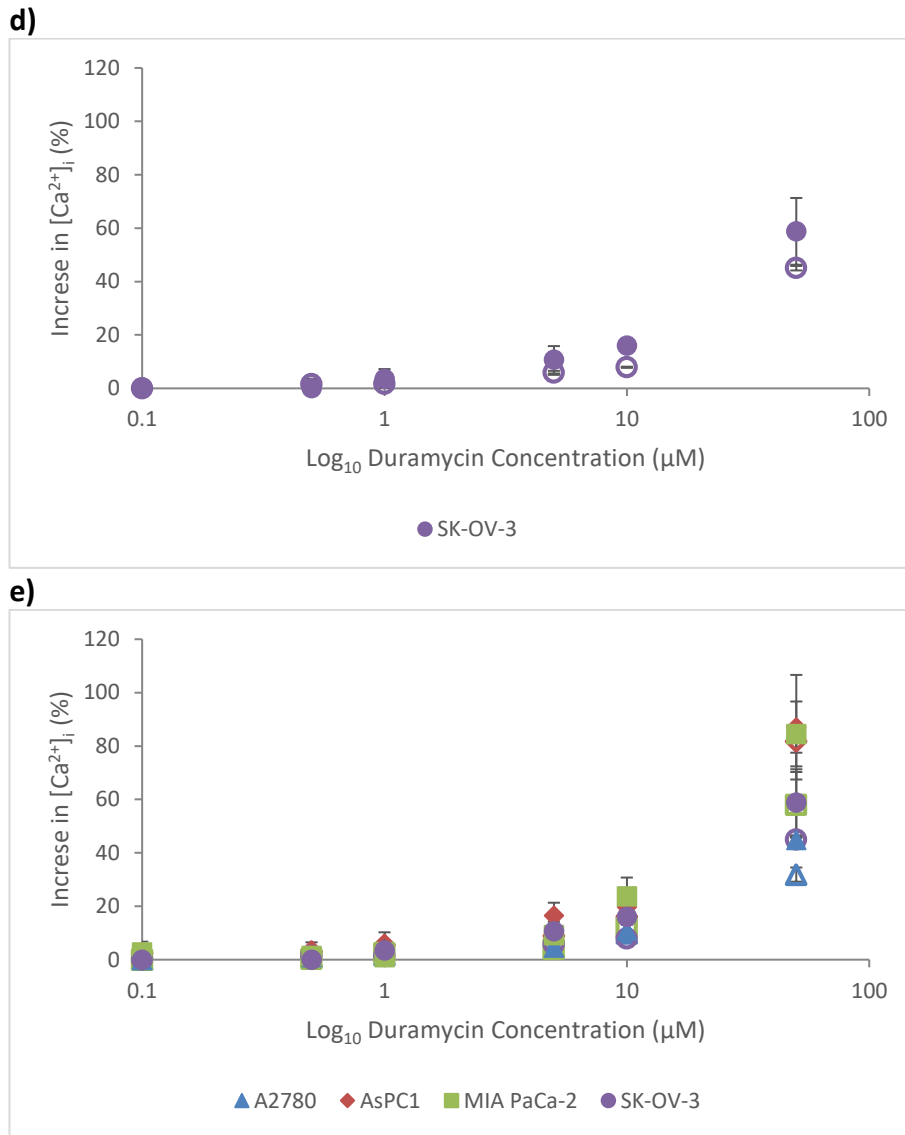 d)
120
100
80
60
40
20
0
Increse in [Ca²⁺]ᵢ (%)
0.1 1 10 100
Log₁₀ Duramycin Concentration (µM)
SK-OV-3
e)
120
100
80
60
40
20
0
Increse in [Ca²⁺]ᵢ (%)
0.1 1 10 100
Log₁₀ Duramycin Concentration (µM)
A2780 AsPC1 MIA PaCa-2 SK-OV-3